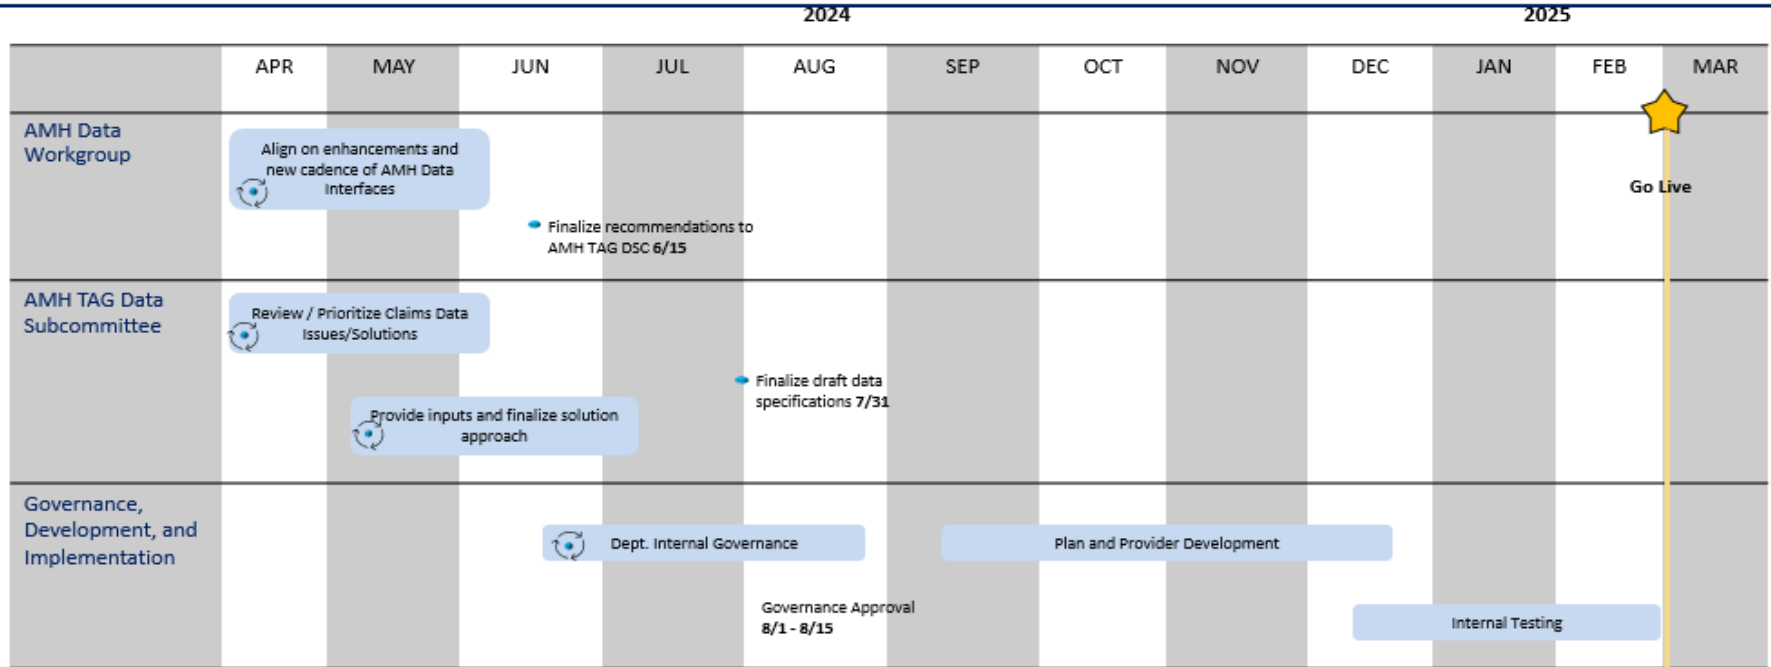 2024 2025
APR MAY JUN JUL AUG SEP OCT NOV DEC JAN FEB MAR
AMH Data
Workgroup
Align on enhancements and
new cadence of AMH Data
Interfaces
Go Live
Finalize recommendations to
AMH TAG DSC 6/15
AMH TAG Data
Subcommittee
Review / Prioritize Claims Data
Issues/Solutions
Finalize draft data
specifications 7/31
Provide inputs and finalize solution
approach
Governance,
Development, and
Implementation
Dept. Internal Governance
Plan and Provider Development
Governance Approval
8/1 - 8/15
Internal Testing